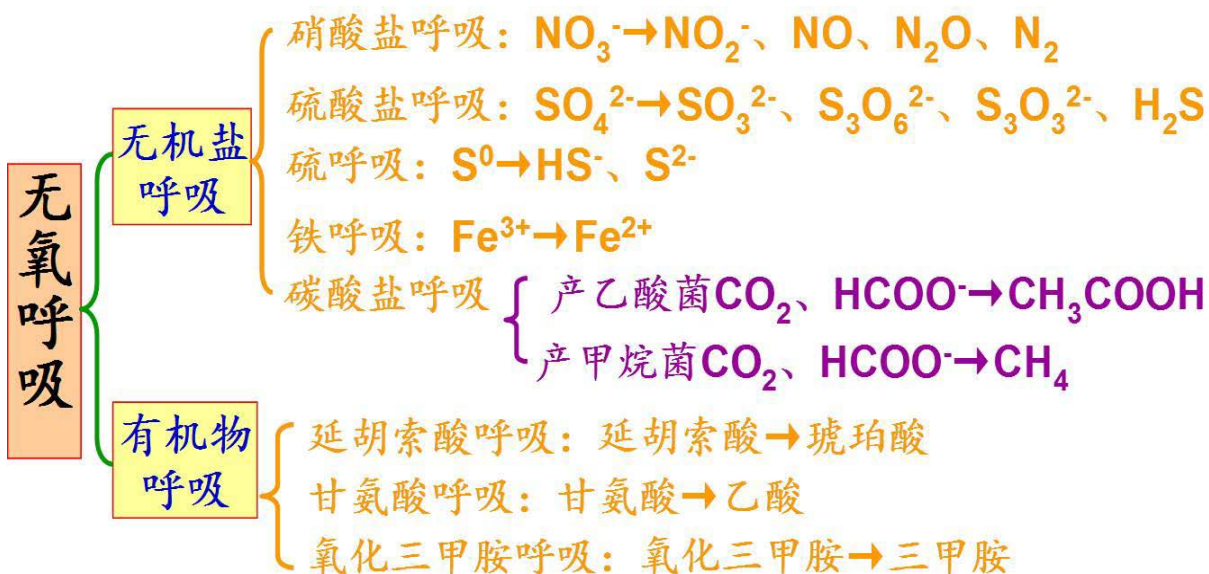 无氧呼吸
无机盐
呼吸
硝酸盐呼吸：NO₃⁻→NO₂⁻、NO、N₂O、N₂
硫酸盐呼吸：SO₄²⁻→SO₃²⁻、S₃O₆²⁻、S₃O₃²⁻、H₂S
硫呼吸：S⁰→HS⁻、S²⁻
铁呼吸：Fe³⁺→Fe²⁺
碳酸盐呼吸
产乙酸菌CO₂、HCOO⁻→CH₃COOH
产甲烷菌CO₂、HCOO⁻→CH₄
有机物
呼吸
延胡索酸呼吸：延胡索酸→琥珀酸
甘氨酸呼吸：甘氨酸→乙酸
氧化三甲胺呼吸：氧化三甲胺→三甲胺